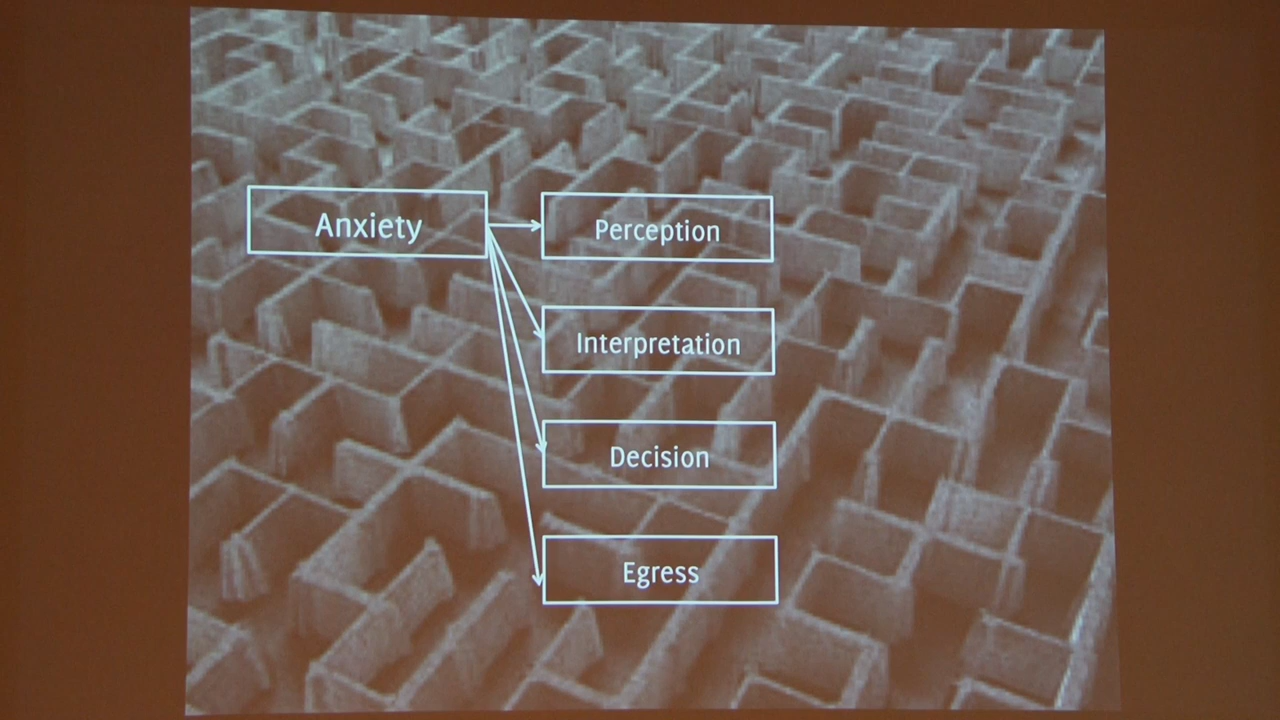 Anxiety
Perception
Interpretation
Decision
Egress